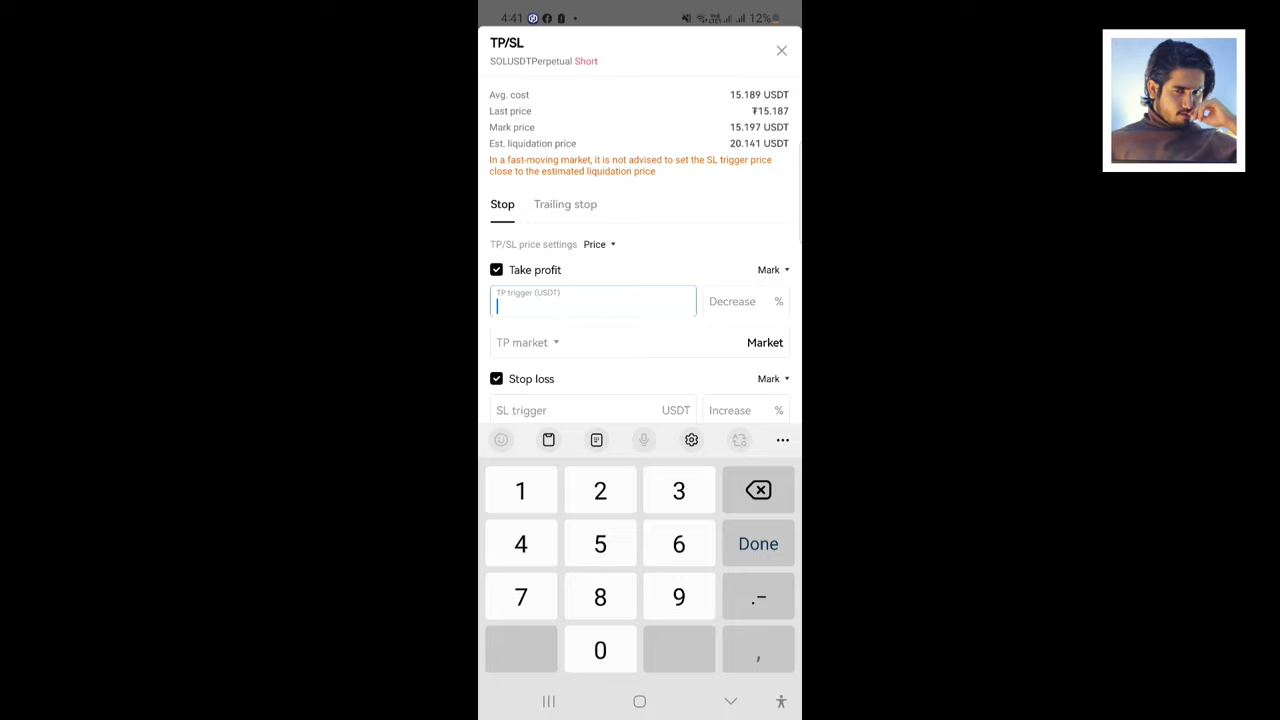 4:41 12%
TP/SL
SOLUSDTPerpetual Short
Avg. cost 15.189 USDT
Last price ₮15.187
Mark price 15.197 USDT
Est. liquidation price 20.141 USDT
In a fast-moving market, it is not advised to set the SL trigger price
close to the estimated liquidation price
Stop Trailing stop
TP/SL price settings Price
Take profit Mark
TP trigger (USDT)
Decrease %
TP market Market
Stop loss Mark
SL trigger USDT Increase %
1 2 3
4 5 6 Done
7 8 9 .-
0 ,